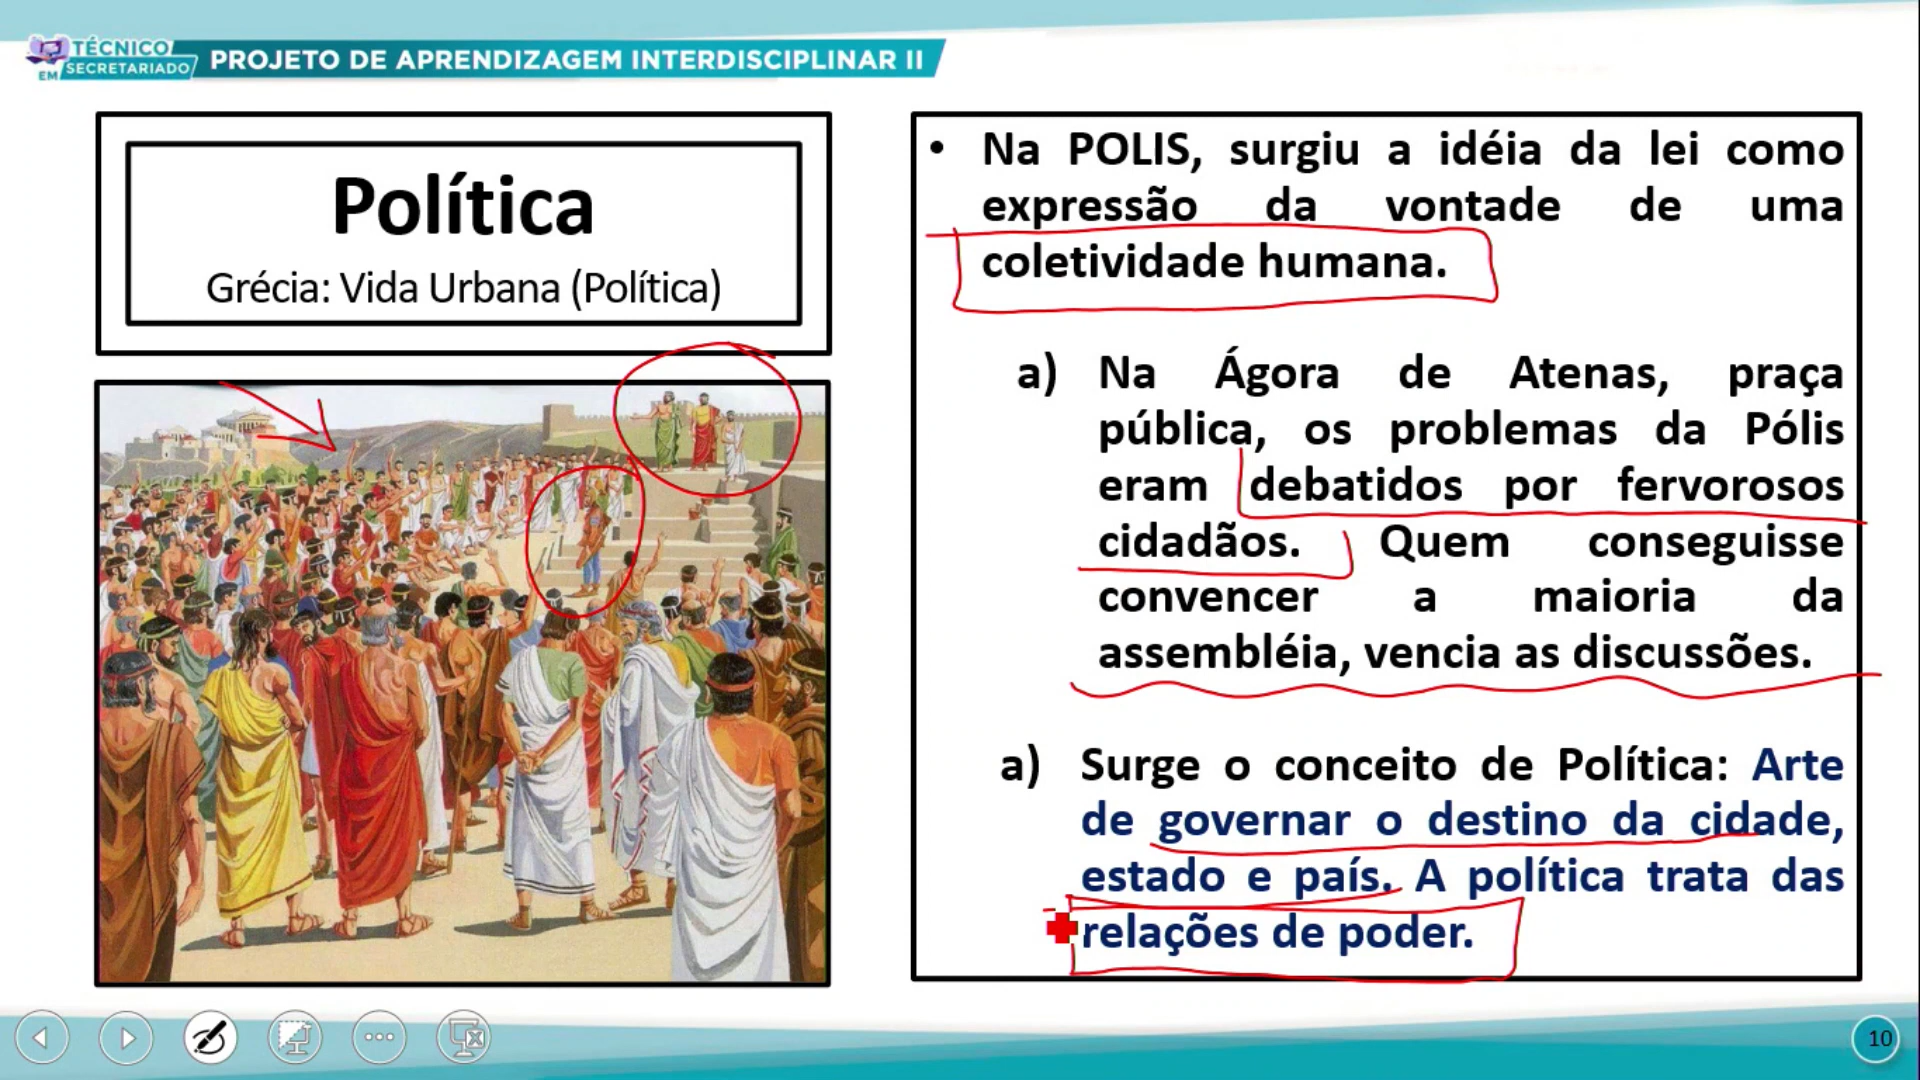 TÉCNICO
EM SECRETARIADO
PROJETO DE APRENDIZAGEM INTERDISCIPLINAR II
Política
Grécia: Vida Urbana (Política)
• Na POLIS, surgiu a idéia da lei como
expressão da vontade de uma
coletividade humana.
a) Na Ágora de Atenas, praça
pública, os problemas da Pólis
eram debatidos por fervorosos
cidadãos. Quem conseguisse
convencer a maioria da
assembléia, vencia as discussões.
a) Surge o conceito de Política: Arte
de governar o destino da cidade,
estado e país. A política trata das
relações de poder.
10